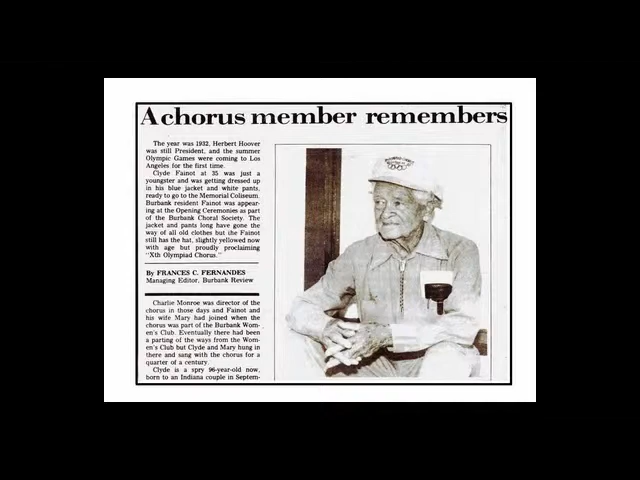 A chorus member remembers
The year was 1932, Herbert Hoover
was still President, and the summer
Olympic Games were coming to Los
Angeles for the first time.
Clyde Fainot at 35 was just a
youngster and was getting dressed up
in his blue jacket and white pants,
ready to go to the Memorial Coliseum.
Burbank resident Fainot was appear-
ing at the Opening Ceremonies as part
of the Burbank Choral Society. The
jacket and pants long have gone the
way of all old clothes but the Fainot
still has the hat, slightly yellowed now
with age but proudly proclaiming
"Xth Olympiad Chorus."
By FRANCES C. FERNANDES
Managing Editor, Burbank Review
Charlie Monroe was director of the
chorus in those days and Fainot and
his wife Mary had joined when the
chorus was part of the Burbank Wom-
en's Club. Eventually there had been
a parting of the ways from the Wom-
en's Club but Clyde and Mary hung in
there and sang with the chorus for a
quarter of a century.
Clyde is a spry 96-year-old now,
born to an Indiana couple in Septem-